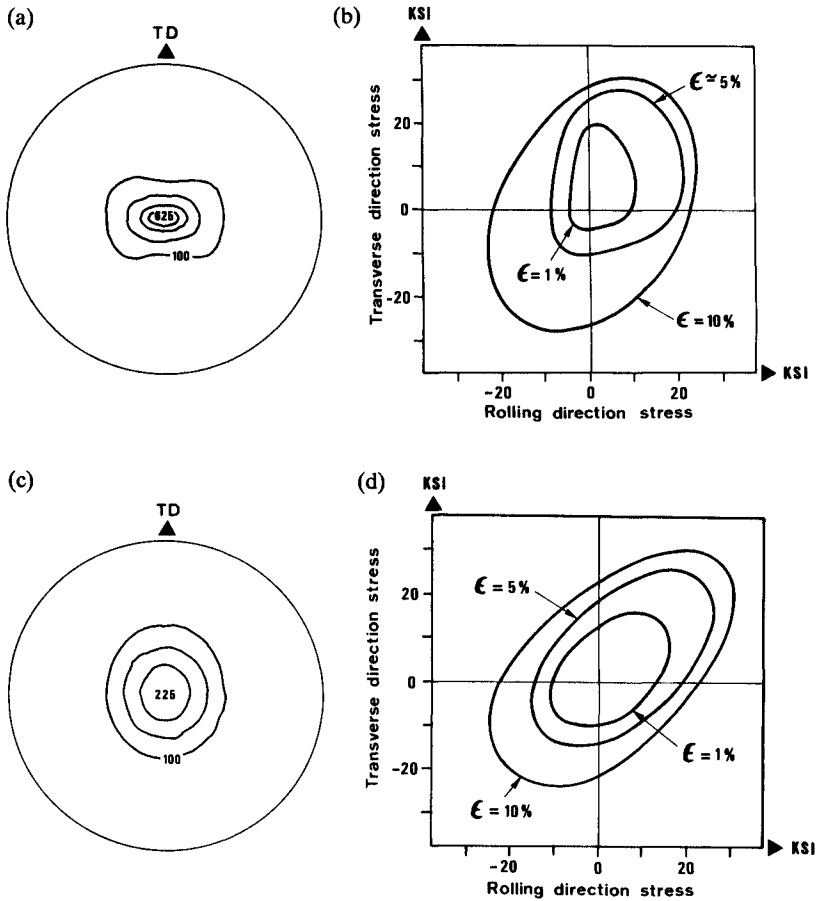 (a)
TD
625
100
(b)
KSI
Transverse direction stress
20
0
-20
ϵ≃5%
ϵ=1%
ϵ=10%
-20
0
20
KSI
Rolling direction stress
(c)
TD
225
100
(d)
KSI
Transverse direction stress
20
0
-20
ϵ=5%
ϵ=1%
ϵ=10%
-20
0
20
KSI
Rolling direction stress